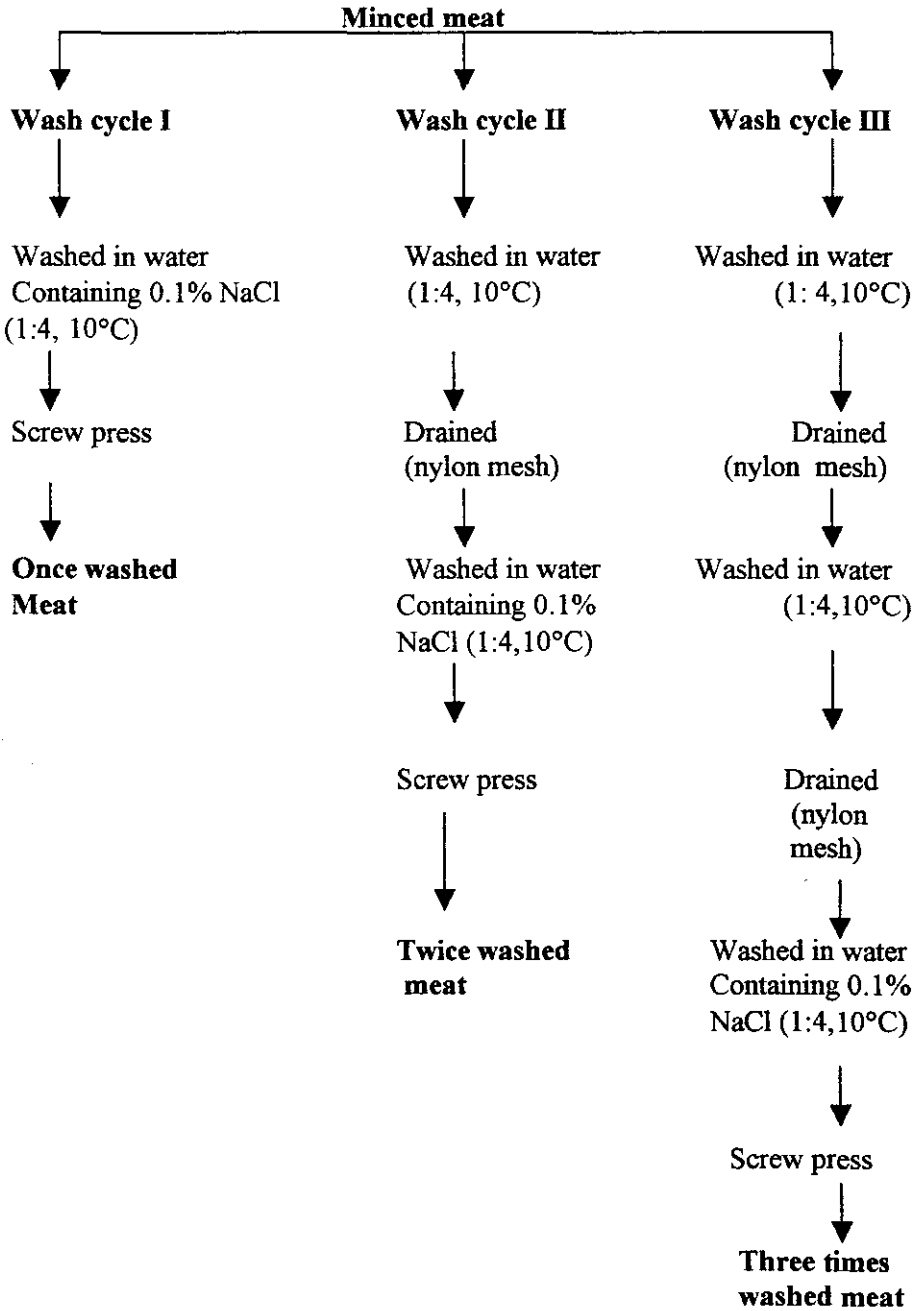 Minced meat
Wash cycle I
Washed in water
Containing 0.1% NaCl
(1:4, 10°C)
Screw press
Once washed
Meat
Wash cycle II
Washed in water
(1:4, 10°C)
Drained
(nylon mesh)
Washed in water
Containing 0.1%
NaCl (1:4,10°C)
Screw press
Twice washed
meat
Wash cycle III
Washed in water
(1: 4,10°C)
Drained
(nylon mesh)
Washed in water
(1:4,10°C)
Drained
(nylon
mesh)
Washed in water
Containing 0.1%
NaCl (1:4,10°C)
Screw press
Three times
washed meat